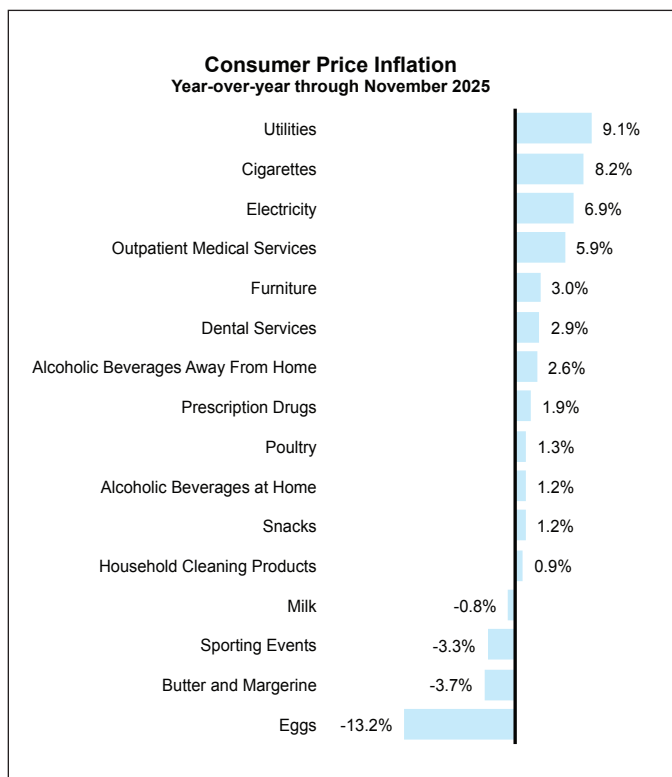 Consumer Price Inflation
Year-over-year through November 2025
Utilities 9.1%
Cigarettes 8.2%
Electricity 6.9%
Outpatient Medical Services 5.9%
Furniture 3.0%
Dental Services 2.9%
Alcoholic Beverages Away From Home 2.6%
Prescription Drugs 1.9%
Poultry 1.3%
Alcoholic Beverages at Home 1.2%
Snacks 1.2%
Household Cleaning Products 0.9%
Milk -0.8%
Sporting Events -3.3%
Butter and Margerine -3.7%
Eggs -13.2%